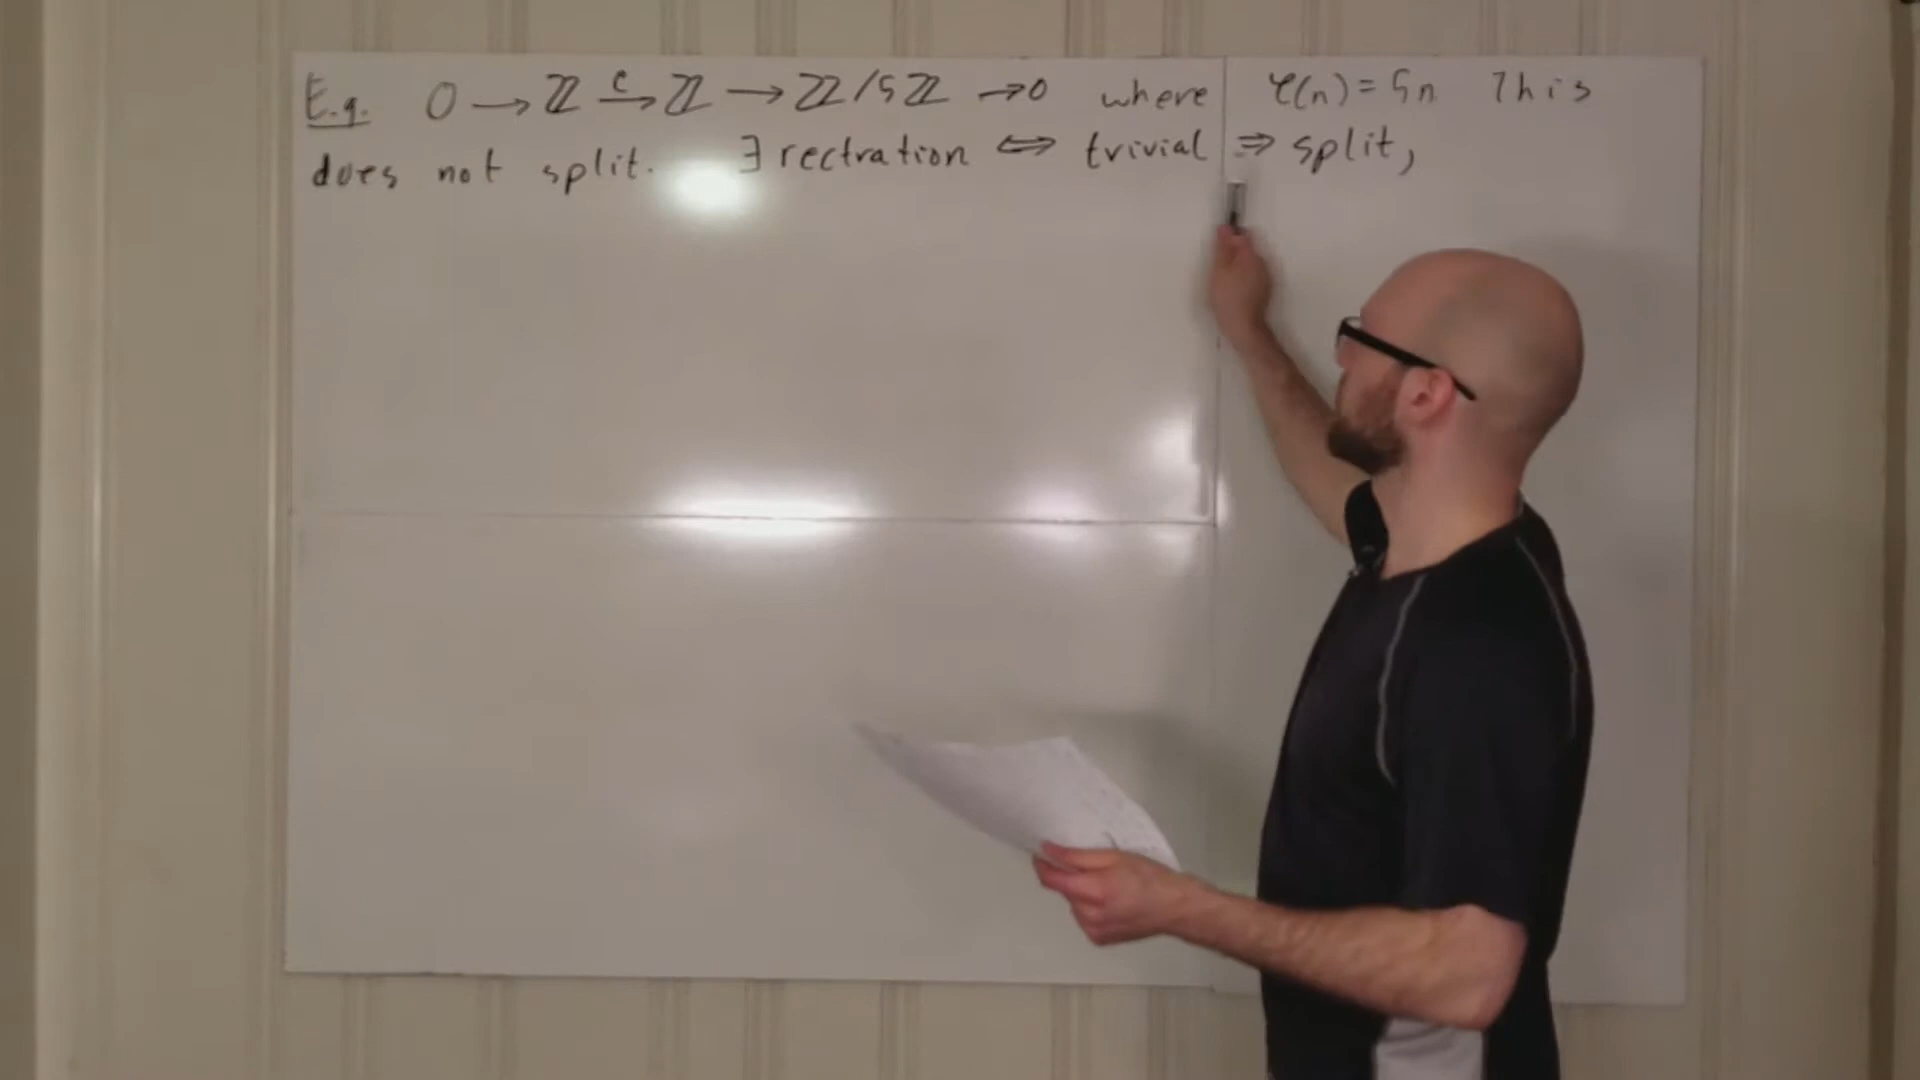 E.g. 0 → ℤ →^φ ℤ → ℤ/5ℤ → 0 where φ(n) = 5n This
does not split. ∃ rectration ⇔ trivial ⇒ split,